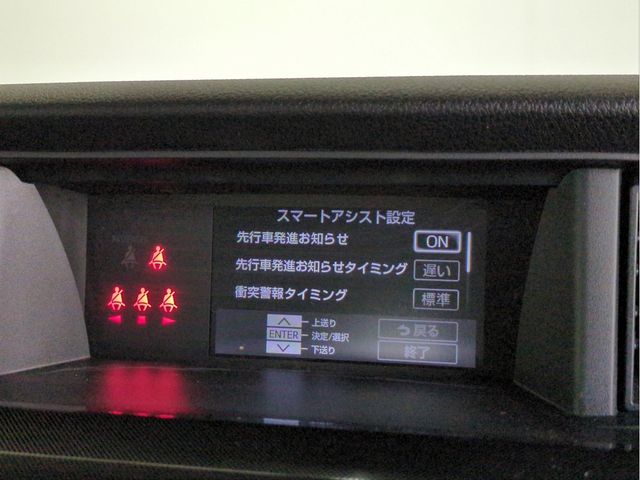 スマートアシスト設定
先行車発進お知らせ ON
先行車発進お知らせタイミング 遅い
衝突警報タイミング 標準
上送り
ENTER 決定/選択
下送り
戻る
終了